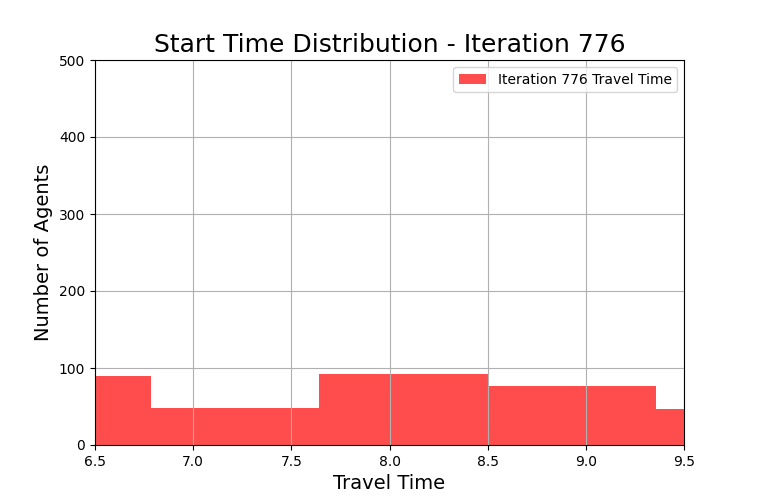 Start Time Distribution - Iteration 776
500
Iteration 776 Travel Time
400
300
200
100
0
Number of Agents
6.5 7.0 7.5 8.0 8.5 9.0 9.5
Travel Time